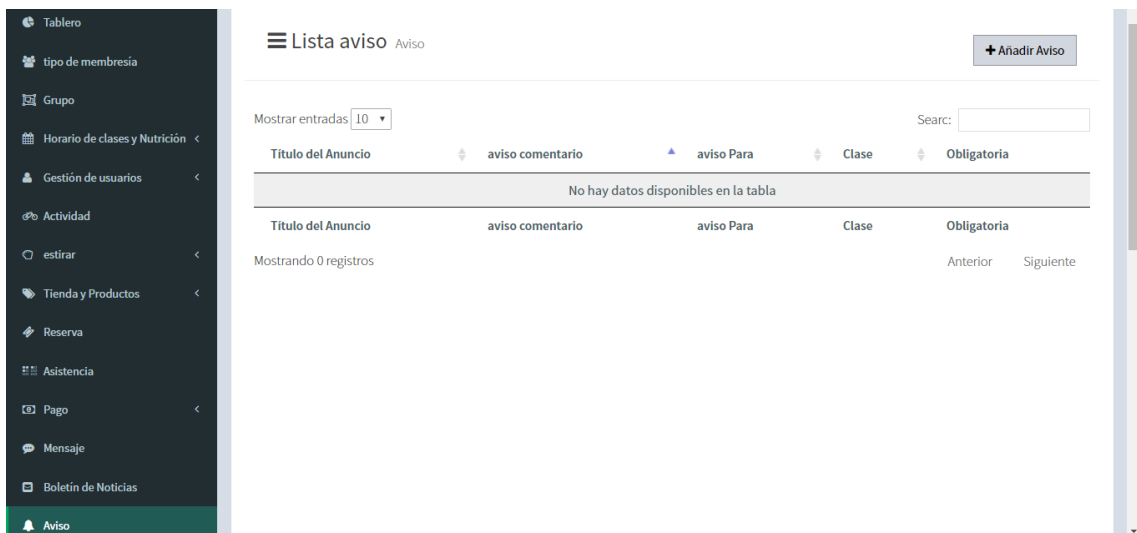 Tablero
tipo de membresía
Grupo
Horario de clases y Nutrición
Gestión de usuarios
Actividad
estirar
Tienda y Productos
Reserva
Asistencia
Pago
Mensaje
Boletín de Noticias
Aviso
Lista aviso Aviso
Añadir Aviso
Mostrar entradas 10
Searc:
Título del Anuncio aviso comentario aviso Para Clase Obligatoria
No hay datos disponibles en la tabla
Título del Anuncio aviso comentario aviso Para Clase Obligatoria
Mostrando 0 registros
Anterior Siguiente